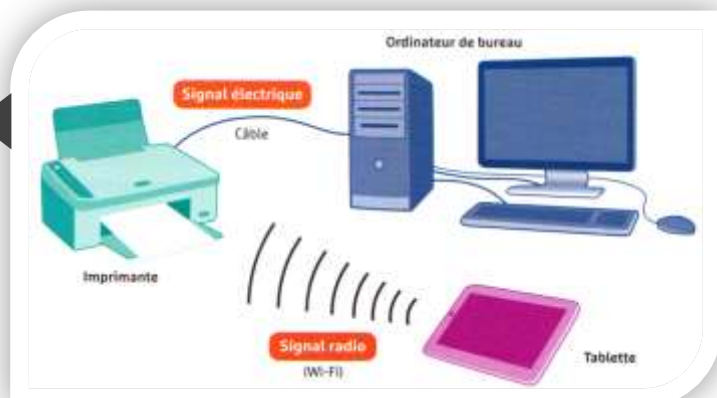 Ordinateur de bureau
Signal électrique
Câble
Imprimante
Signal radio
(Wi-Fi)
Tablette